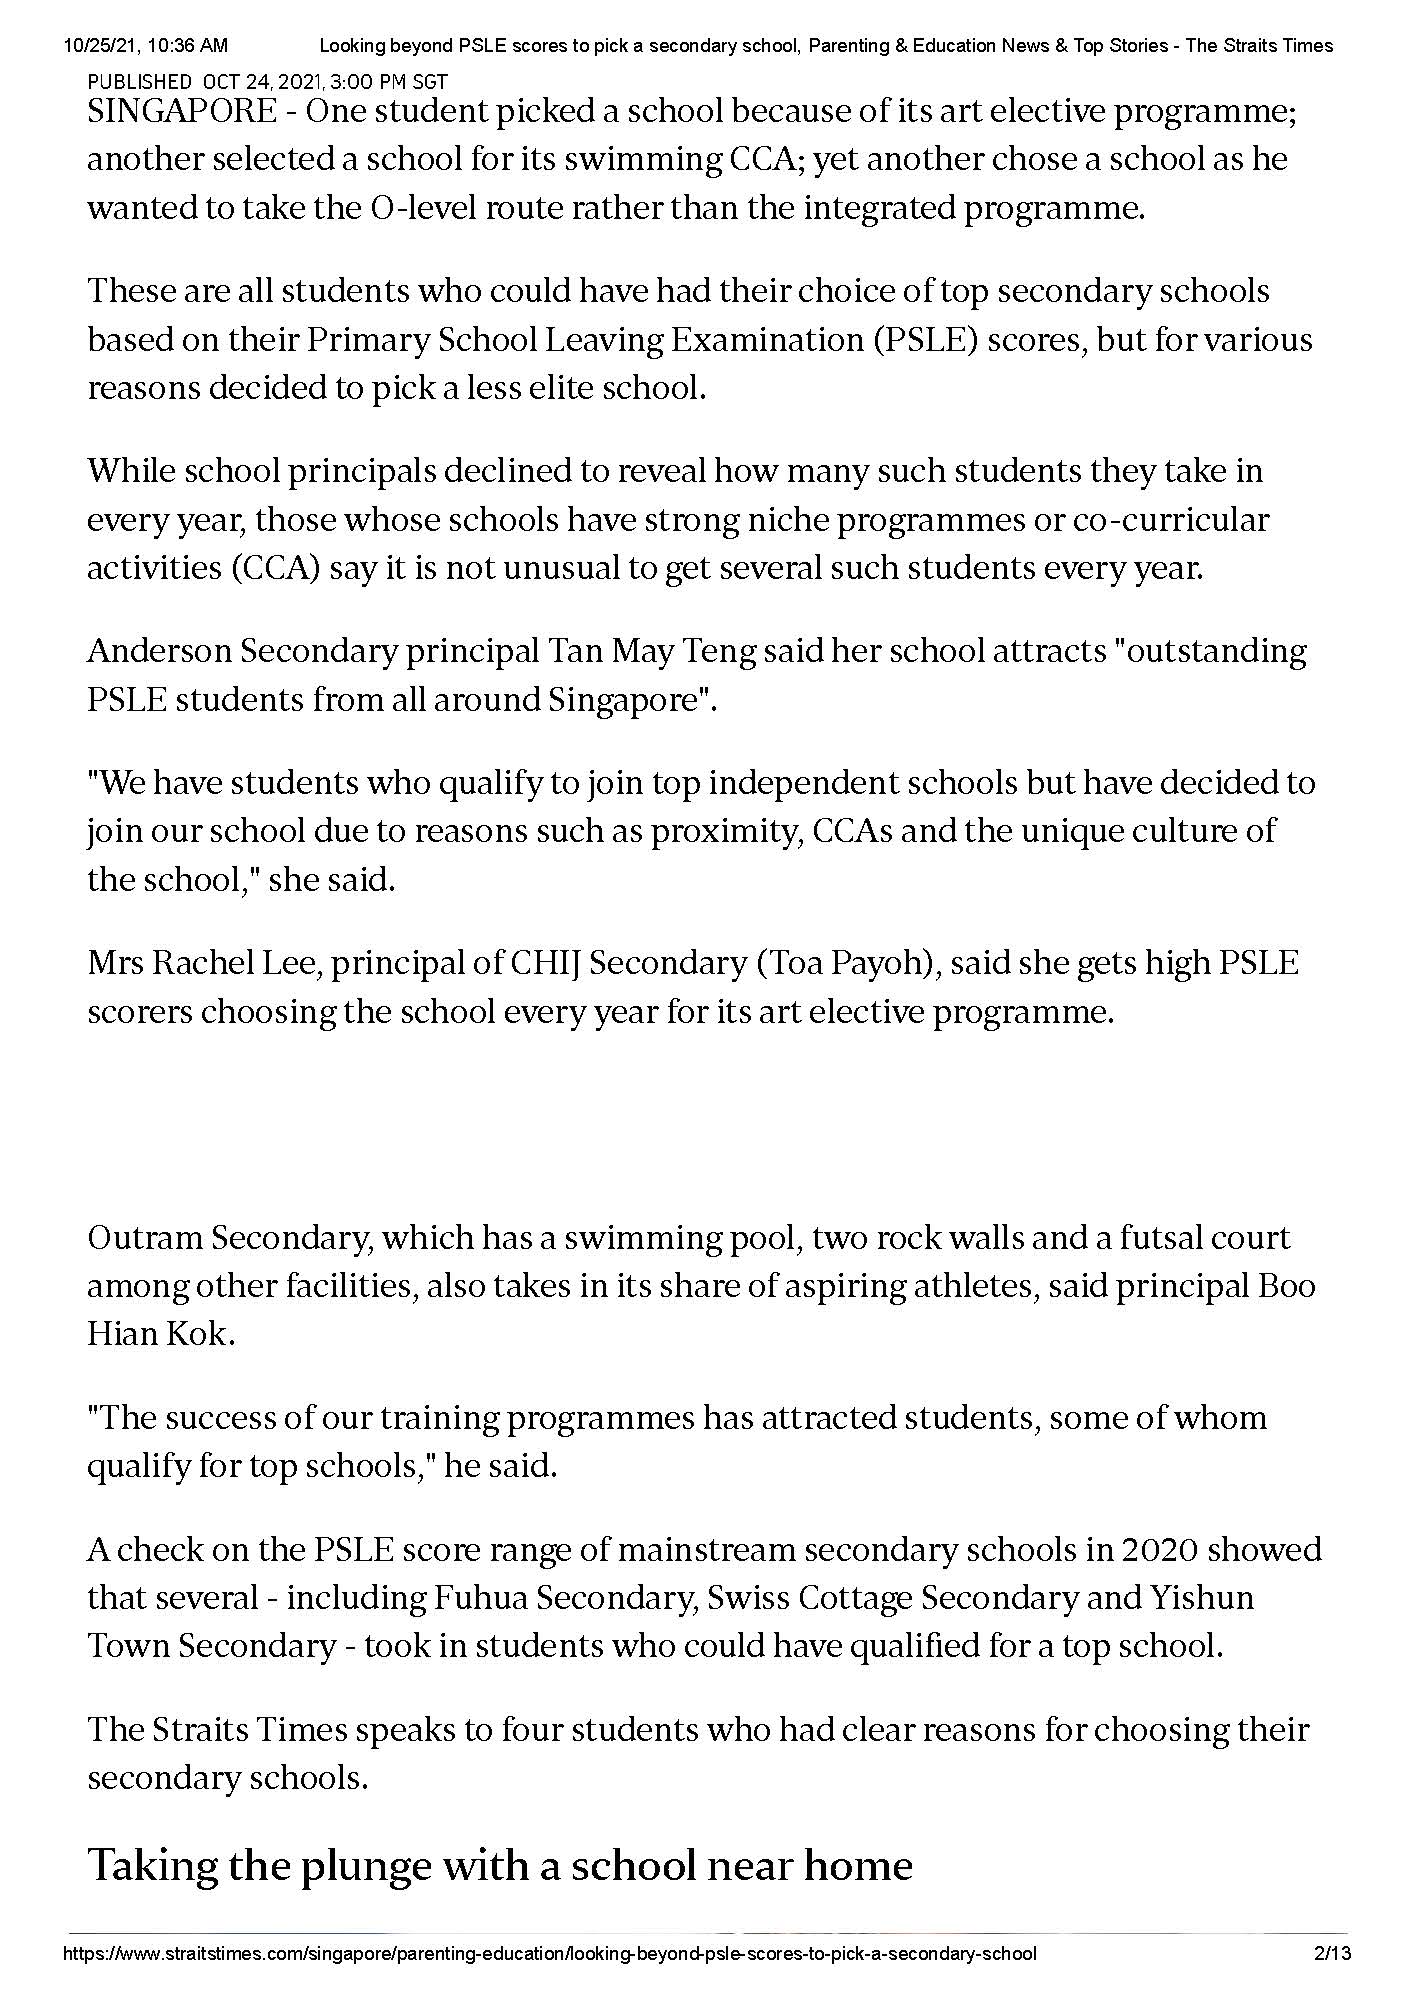 10/25/21, 10:36 AM Looking beyond PSLE scores to pick a secondary school, Parenting & Education News & Top Stories - The Straits Times
PUBLISHED OCT 24, 2021, 3:00 PM SGT
SINGAPORE - One student picked a school because of its art elective programme;
another selected a school for its swimming CCA; yet another chose a school as he
wanted to take the O-level route rather than the integrated programme.
These are all students who could have had their choice of top secondary schools
based on their Primary School Leaving Examination (PSLE) scores, but for various
reasons decided to pick a less elite school.
While school principals declined to reveal how many such students they take in
every year, those whose schools have strong niche programmes or co-curricular
activities (CCA) say it is not unusual to get several such students every year.
Anderson Secondary principal Tan May Teng said her school attracts "outstanding
PSLE students from all around Singapore".
"We have students who qualify to join top independent schools but have decided to
join our school due to reasons such as proximity, CCAs and the unique culture of
the school," she said.
Mrs Rachel Lee, principal of CHIJ Secondary (Toa Payoh), said she gets high PSLE
scorers choosing the school every year for its art elective programme.
Outram Secondary, which has a swimming pool, two rock walls and a futsal court
among other facilities, also takes in its share of aspiring athletes, said principal Boo
Hian Kok.
"The success of our training programmes has attracted students, some of whom
qualify for top schools," he said.
A check on the PSLE score range of mainstream secondary schools in 2020 showed
that several - including Fuhua Secondary, Swiss Cottage Secondary and Yishun
Town Secondary - took in students who could have qualified for a top school.
The Straits Times speaks to four students who had clear reasons for choosing their
secondary schools.
Taking the plunge with a school near home
https://www.straitstimes.com/singapore/parenting-education/looking-beyond-psle-scores-to-pick-a-secondary-school 2/13